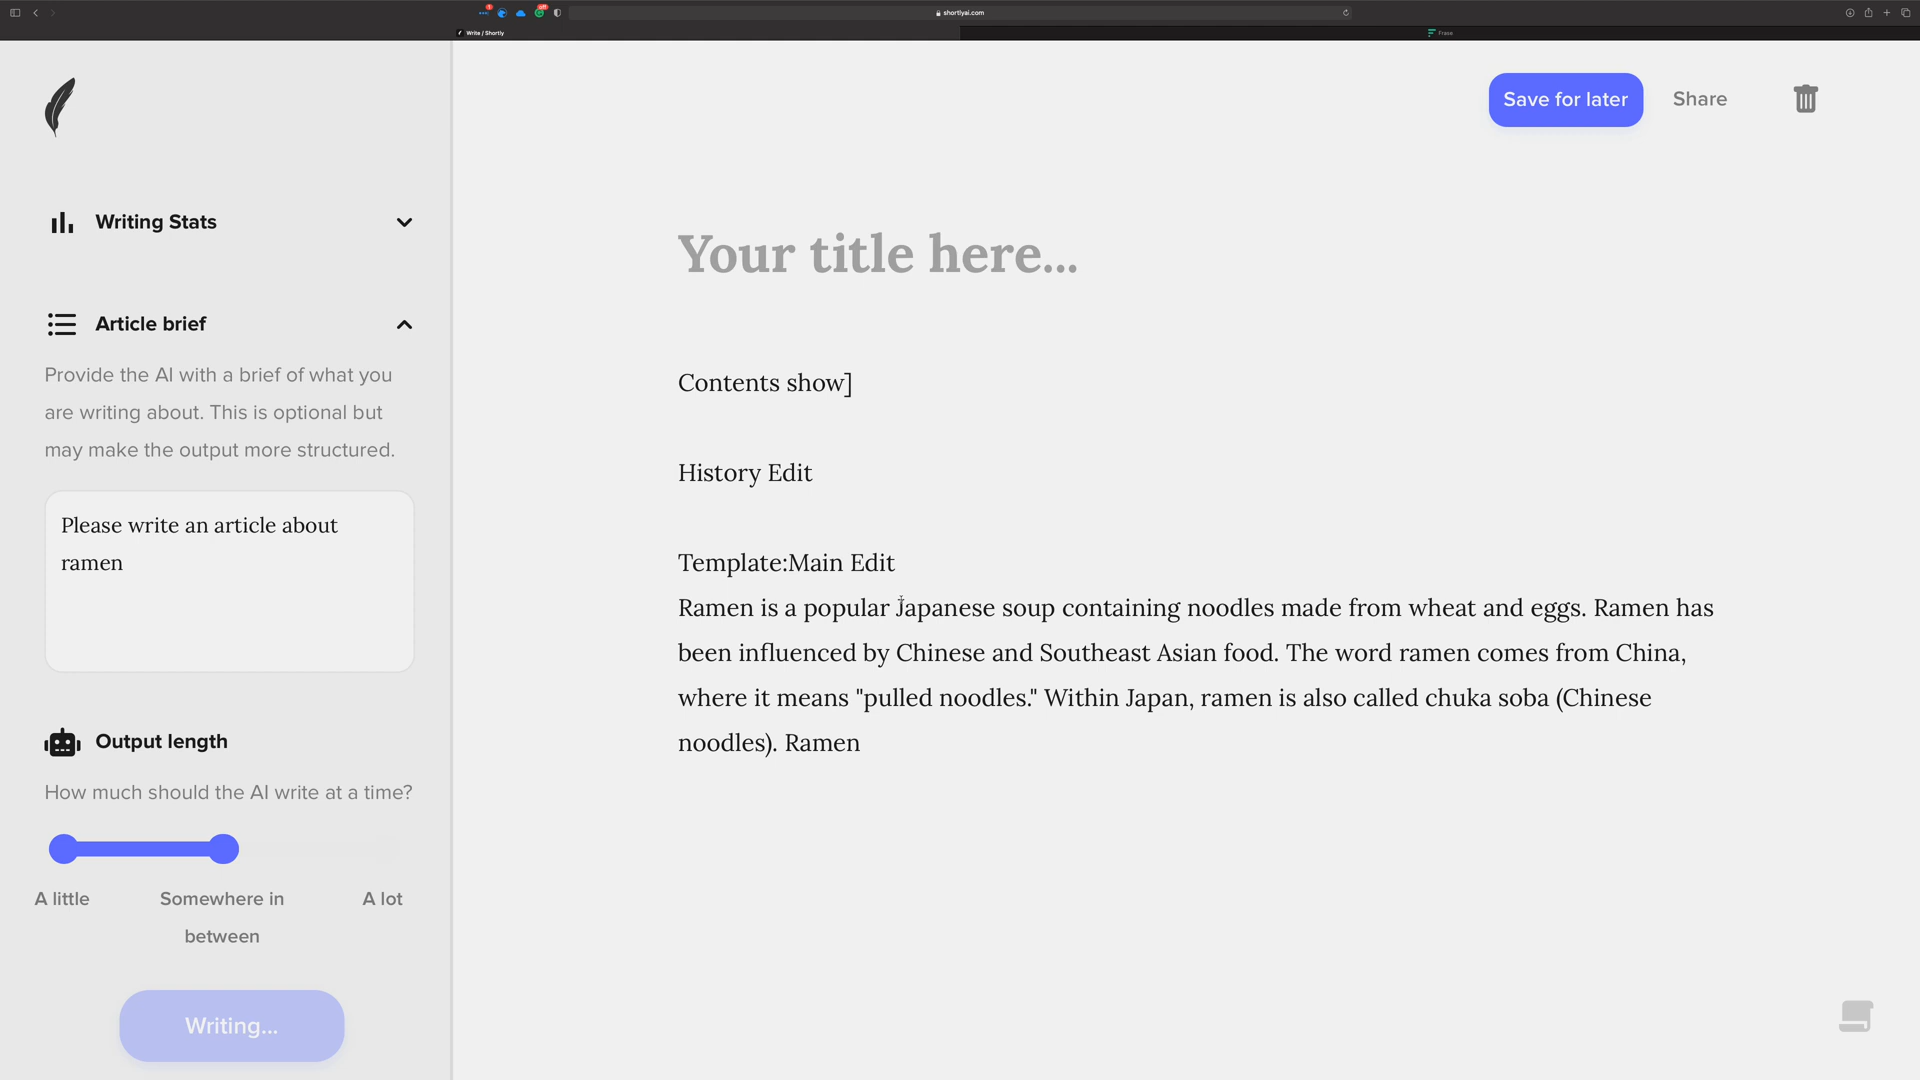 shortlyai.com
Write / Shortly
Frase
Save for later
Share
Writing Stats
Article brief
Provide the AI with a brief of what you
are writing about. This is optional but
may make the output more structured.
Please write an article about
ramen
Output length
How much should the AI write at a time?
A little
Somewhere in
between
A lot
Writing...
Your title here...
Contents show]
History Edit
Template:Main Edit
Ramen is a popular Japanese soup containing noodles made from wheat and eggs. Ramen has
been influenced by Chinese and Southeast Asian food. The word ramen comes from China,
where it means "pulled noodles." Within Japan, ramen is also called chuka soba (Chinese
noodles). Ramen